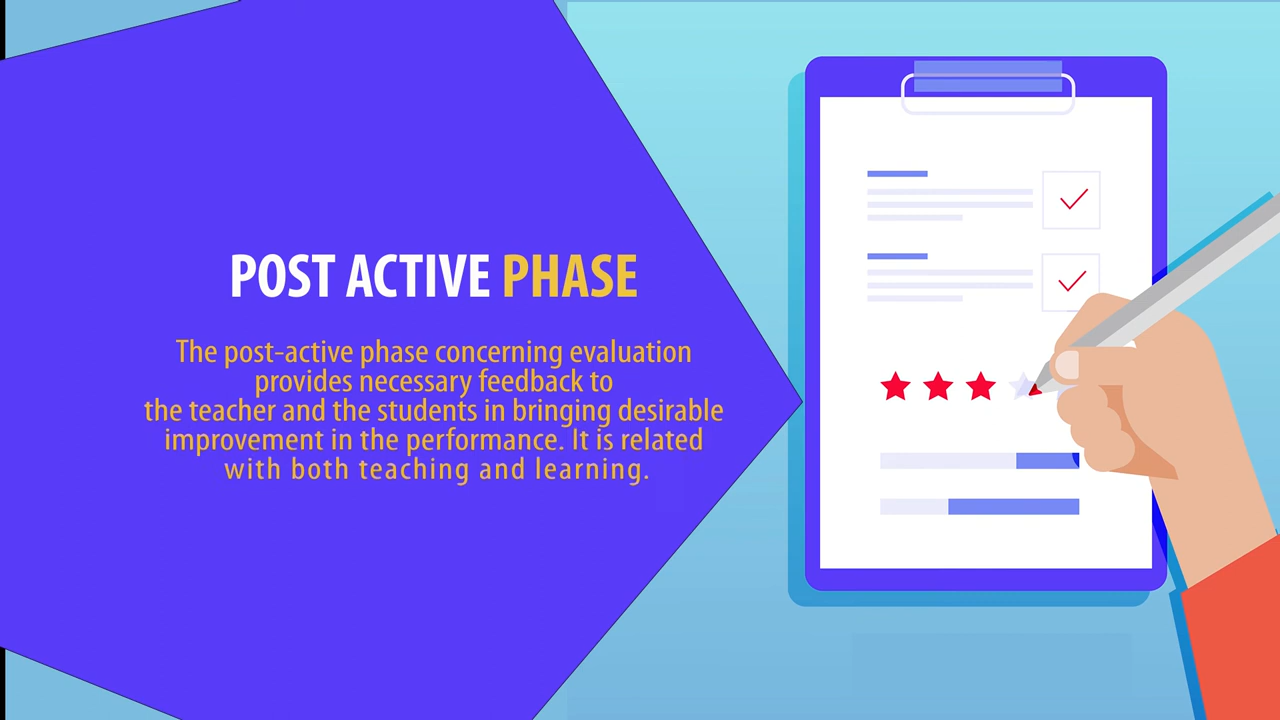 POST ACTIVE PHASE
The post-active phase concerning evaluation
provides necessary feedback to
the teacher and the students in bringing desirable
improvement in the performance. It is related
with both teaching and learning.